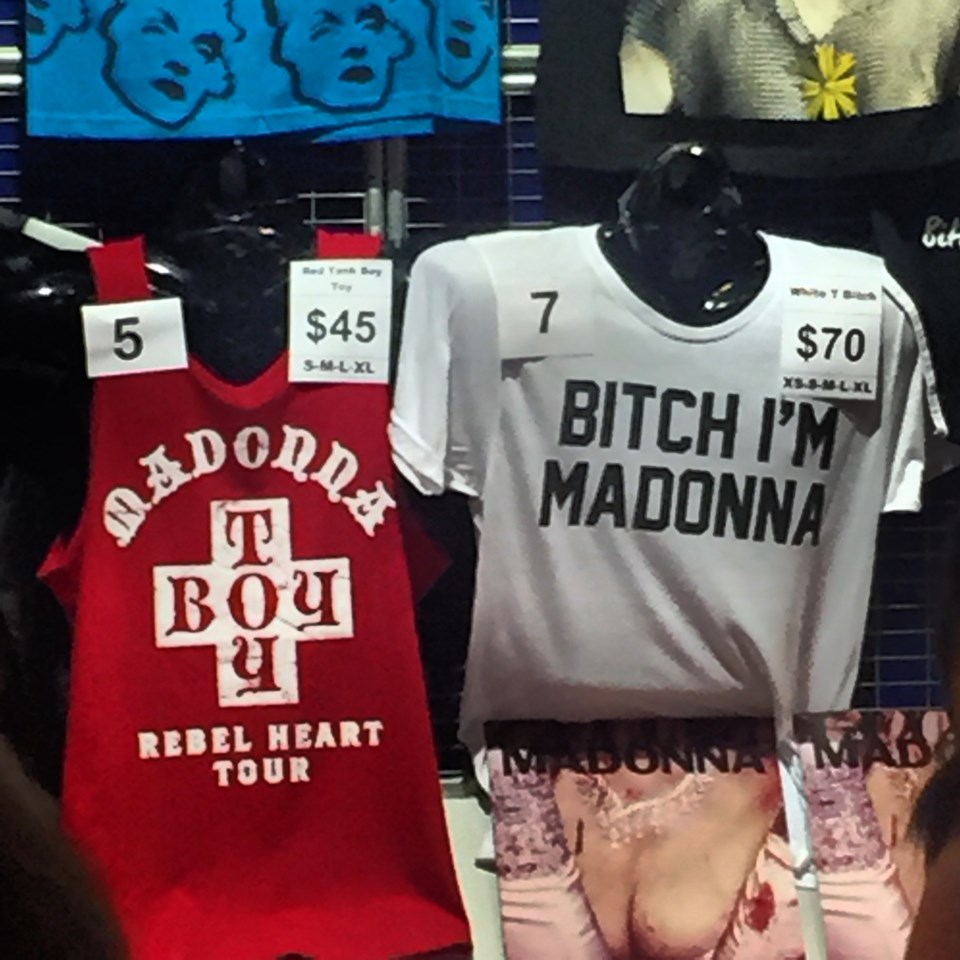 5
Red Tank Boy
Toy
$45
S-M-L-XL
MADONNA
T
BOY
Y
REBEL HEART
TOUR
7
White T Bitch
$70
XS-S-M-L-XL
BITCH I'M
MADONNA
MADONNA
MAD